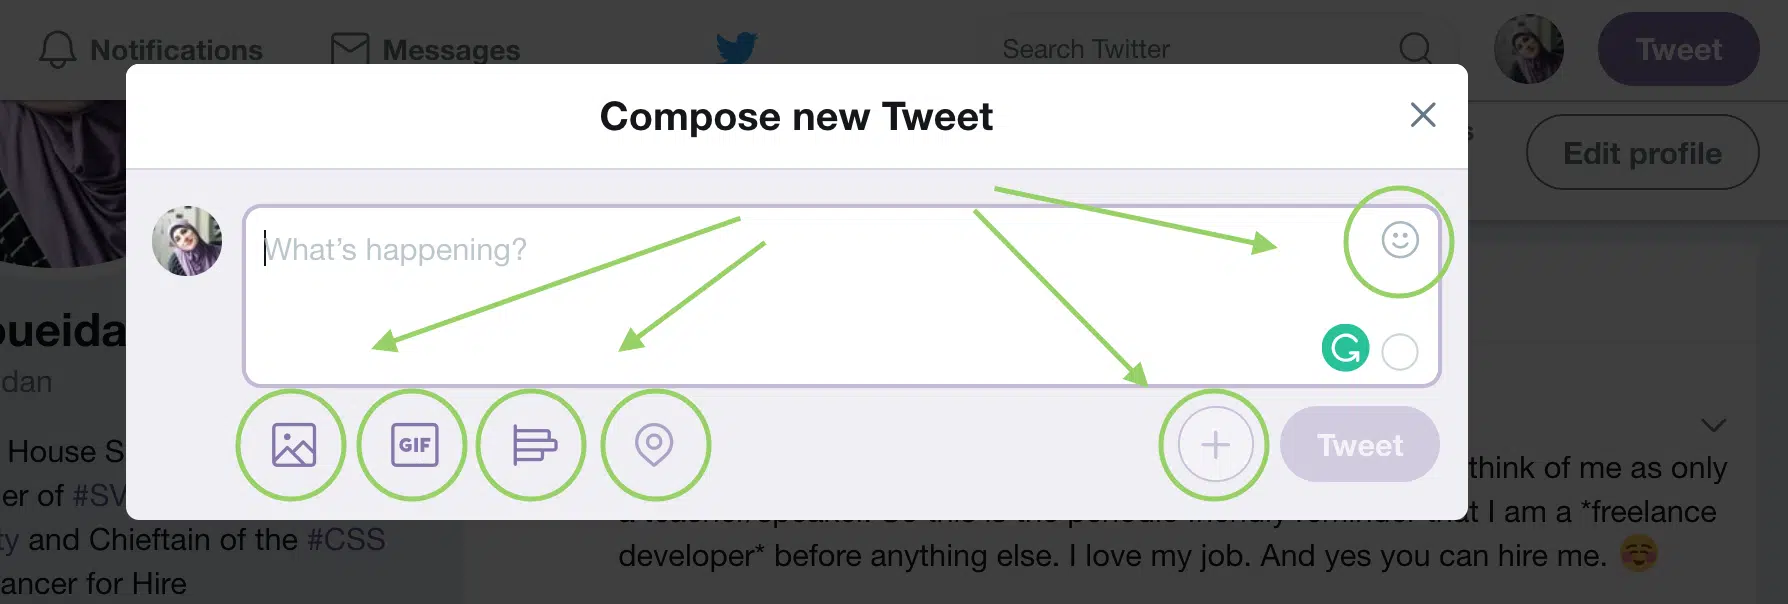 Notifications
Messages
Search Twitter
Tweet
Compose new Tweet
Edit profile
What’s happening?
GIF
Tweet
oueida
dan
House S
er of #SV
ty and Chieftain of the #CSS
ancer for Hire
think of me as only
I am a *freelance
developer* before anything else. I love my job. And yes you can hire me.